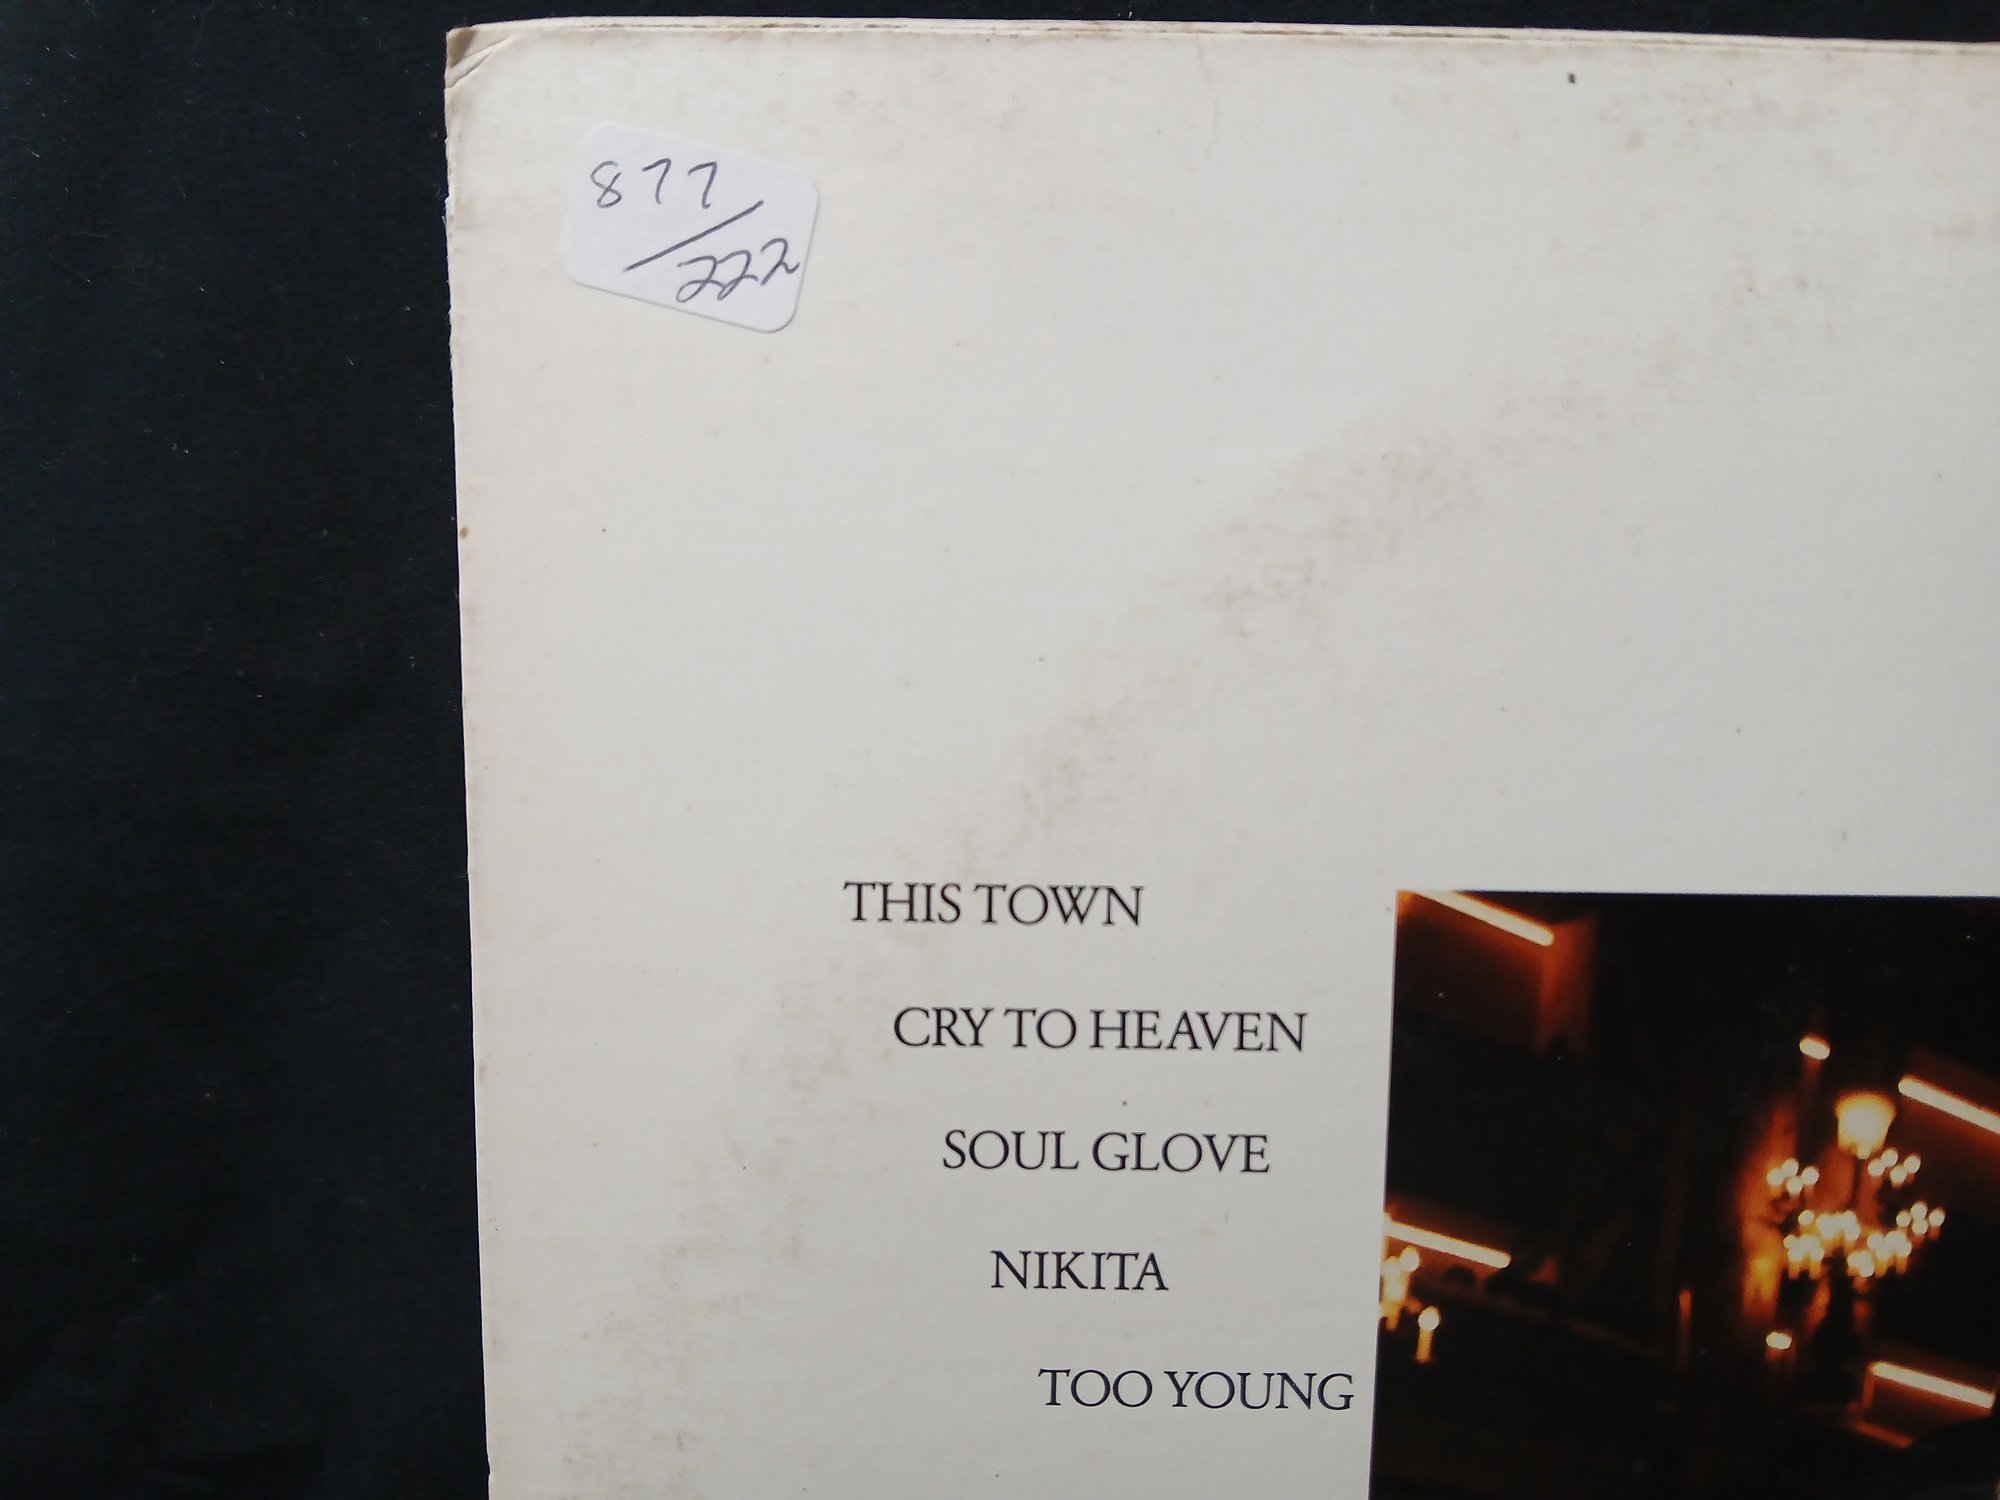 877
/222
THIS TOWN
CRY TO HEAVEN
SOUL GLOVE
NIKITA
TOO YOUNG